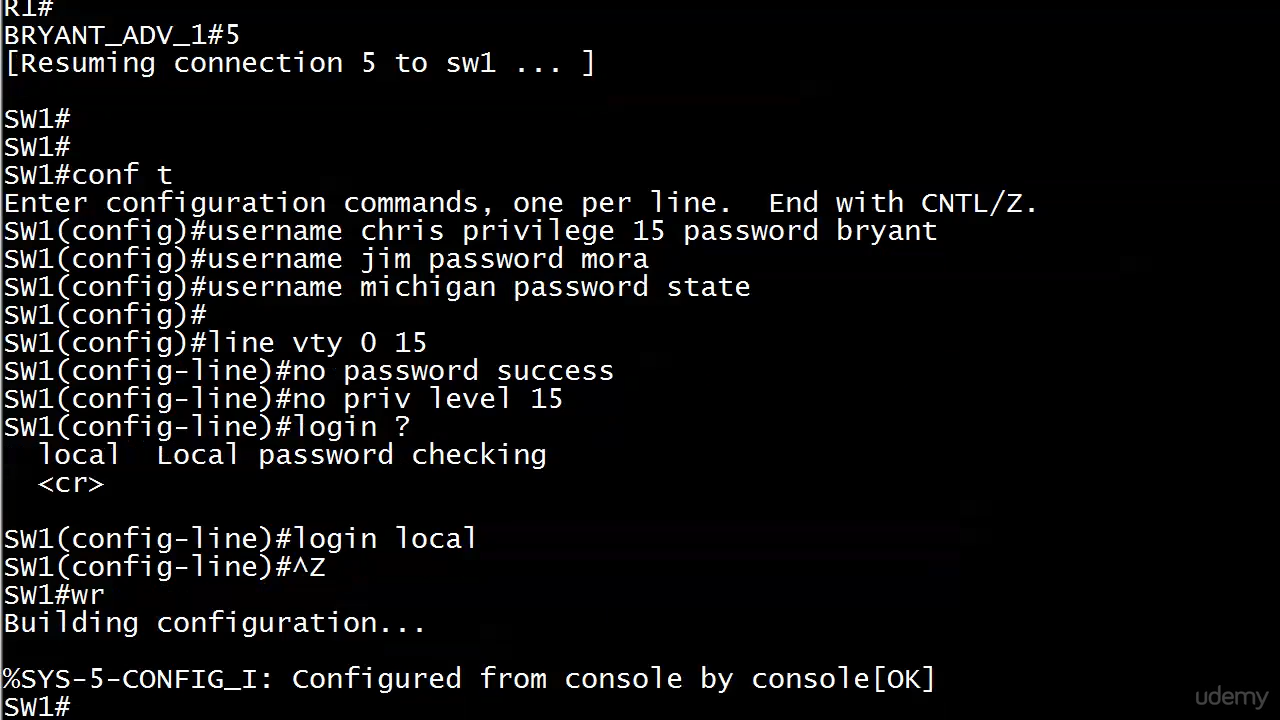 R1#
BRYANT_ADV_1#5
[Resuming connection 5 to sw1 ... ]
SW1#
SW1#
SW1#conf t
Enter configuration commands, one per line.  End with CNTL/Z.
SW1(config)#username chris privilege 15 password bryant
SW1(config)#username jim password mora
SW1(config)#username michigan password state
SW1(config)#
SW1(config)#line vty 0 15
SW1(config-line)#no password success
SW1(config-line)#no priv level 15
SW1(config-line)#login ?
  local  Local password checking
  <cr>
SW1(config-line)#login local
SW1(config-line)#^Z
SW1#wr
Building configuration...
%SYS-5-CONFIG_I: Configured from console by console[OK]
SW1#
udemy